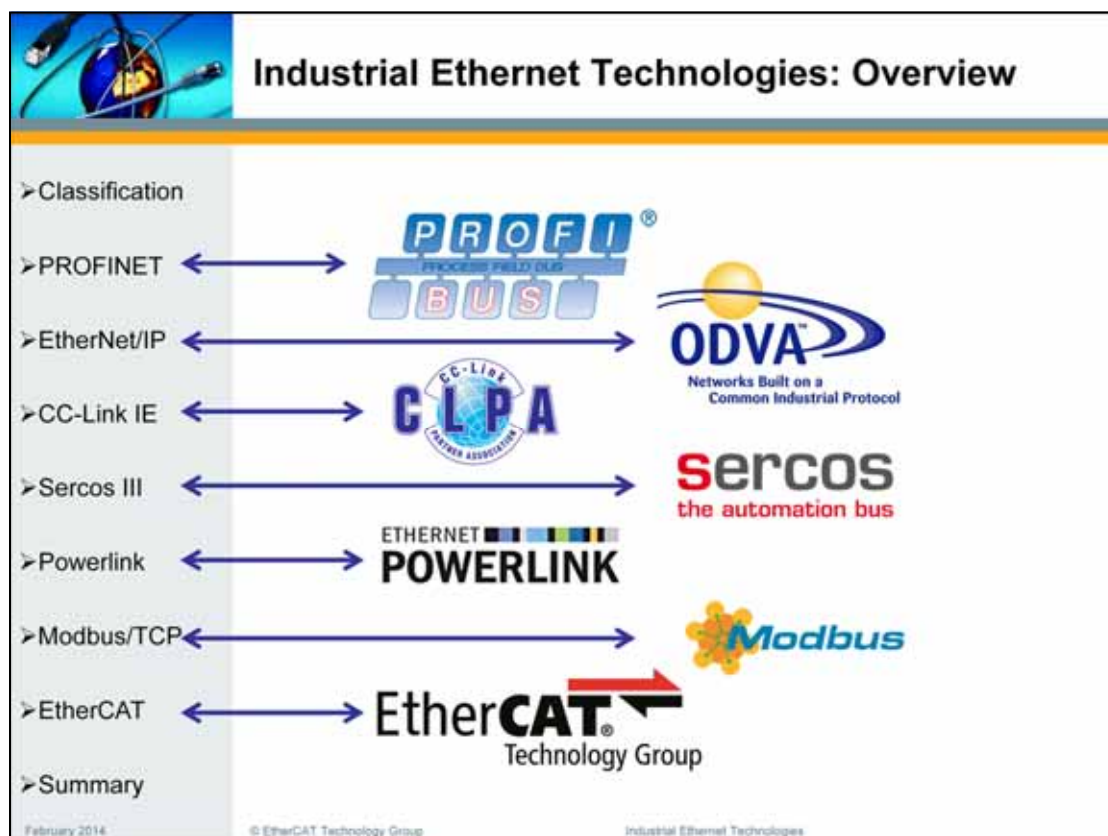 Industrial Ethernet Technologies: Overview
➢Classification
➢PROFINET
➢EtherNet/IP
➢CC-Link IE
➢Sercos III
➢Powerlink
➢Modbus/TCP
➢EtherCAT
➢Summary
PROFI®
PROCESS FIELD BUS
BUS
ODVA™
Networks Built on a
Common Industrial Protocol
CC-Link
CLPA
PARTNER ASSOCIATION
sercos
the automation bus
ETHERNET
POWERLINK
Modbus
EtherCAT®
Technology Group
February 2014
© EtherCAT Technology Group
Industrial Ethernet Technologies